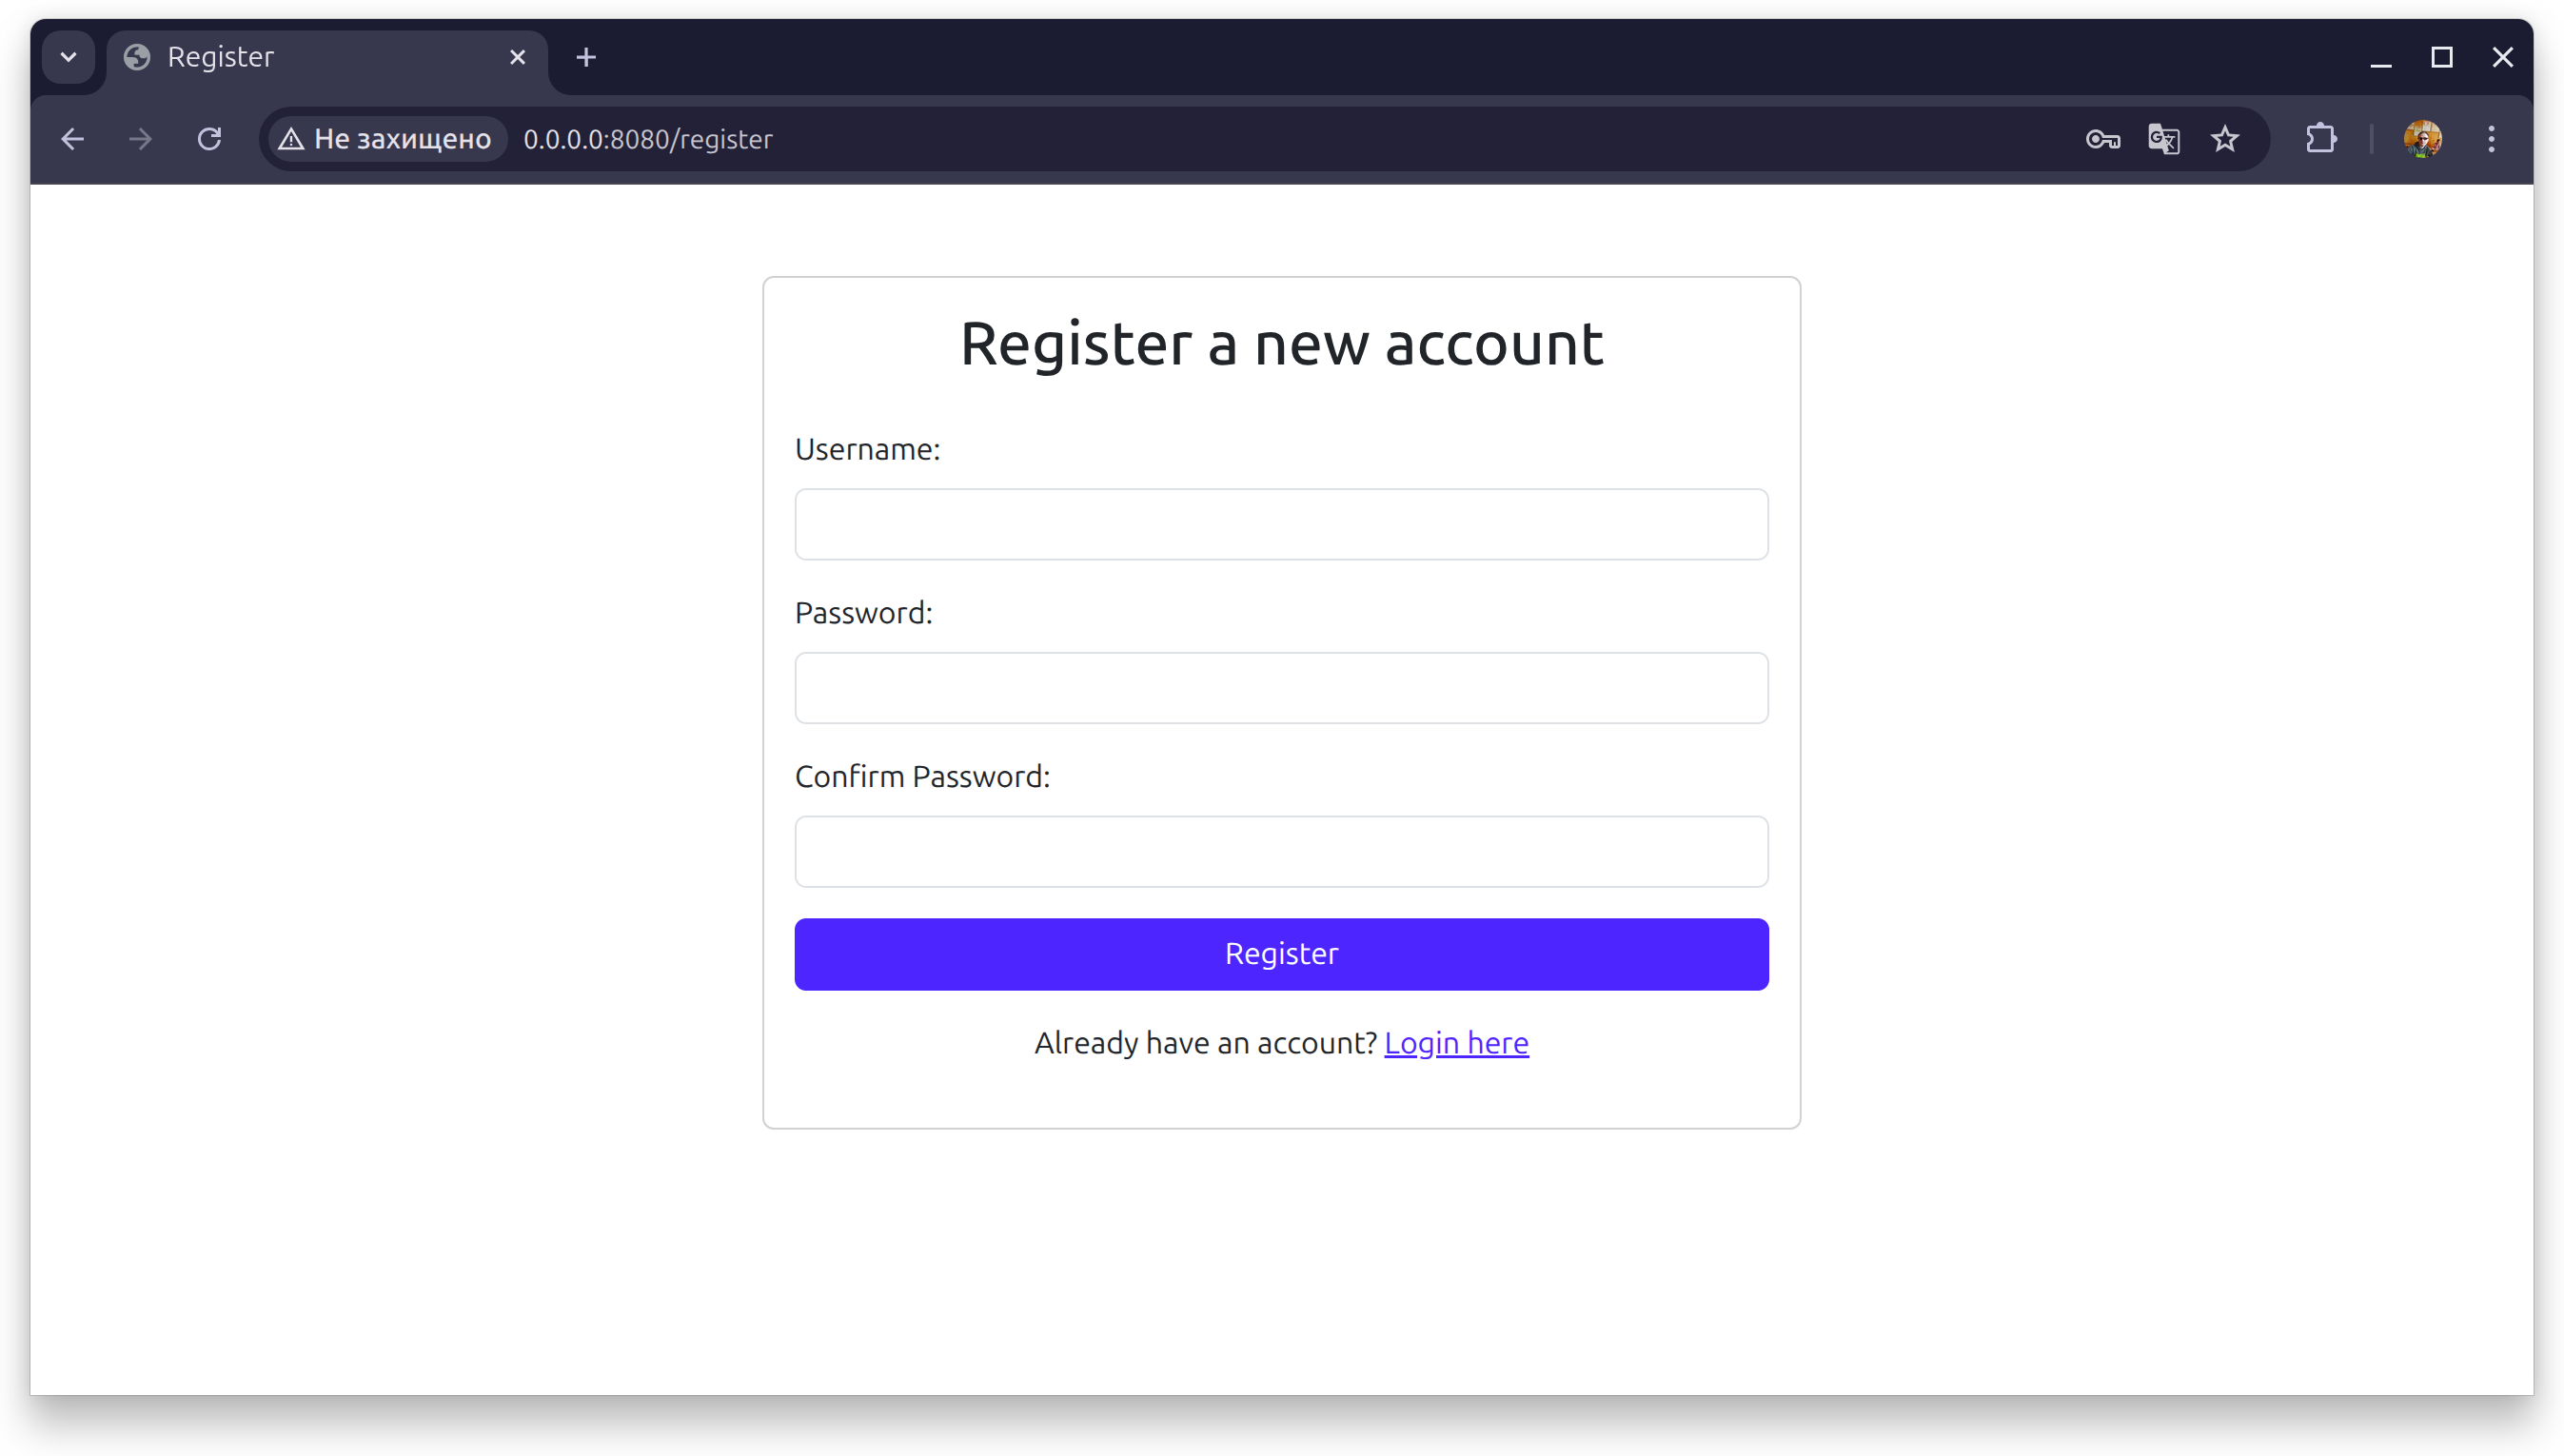 Register
Не захищено 0.0.0.0:8080/register
Register a new account
Username:
Password:
Confirm Password:
Register
Already have an account? Login here